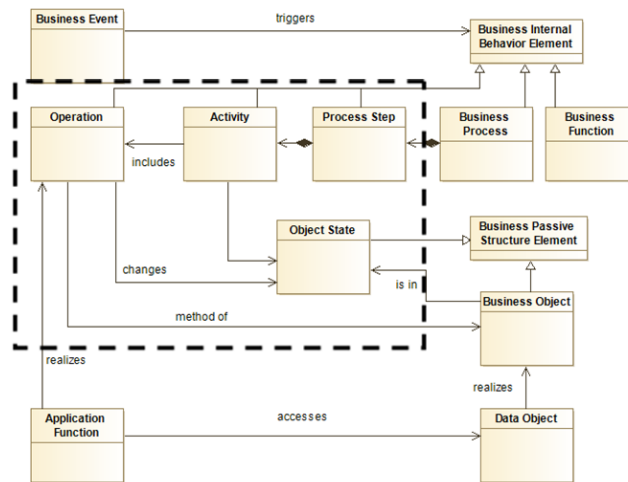 Business Event
triggers
Business Internal
Behavior Element
Operation
Activity
Process Step
Business
Process
Business
Function
includes
Object State
Business Passive
Structure Element
changes
is in
Business Object
method of
realizes
realizes
Application
Function
accesses
Data Object